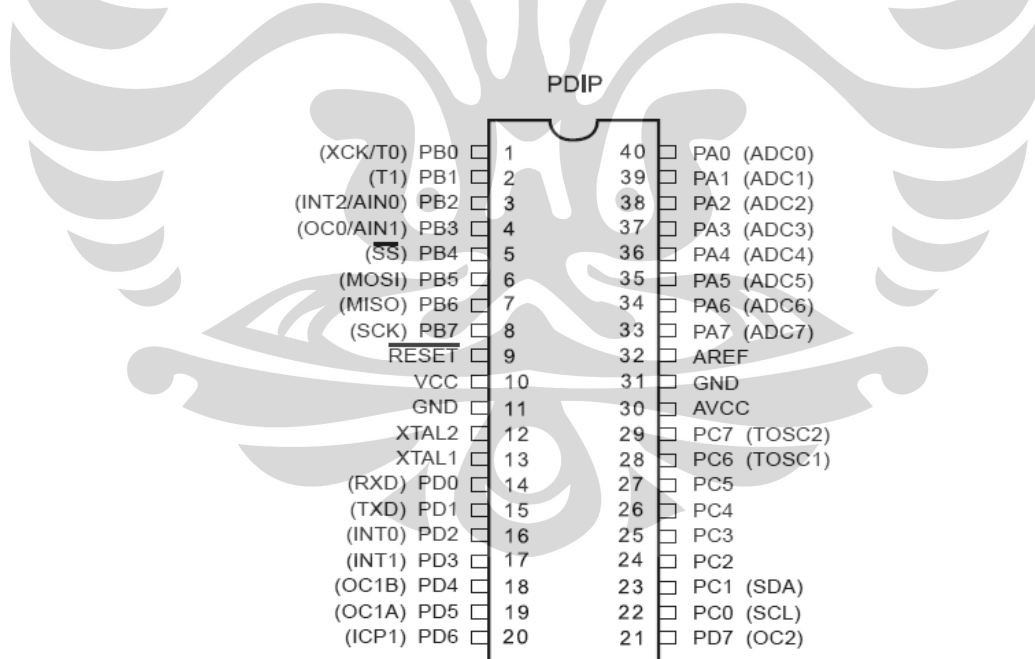 PDIP
(XCK/T0) PB0 1 40 PA0 (ADC0)
(T1) PB1 2 39 PA1 (ADC1)
(INT2/AIN0) PB2 3 38 PA2 (ADC2)
(OC0/AIN1) PB3 4 37 PA3 (ADC3)
(SS) PB4 5 36 PA4 (ADC4)
(MOSI) PB5 6 35 PA5 (ADC5)
(MISO) PB6 7 34 PA6 (ADC6)
(SCK) PB7 8 33 PA7 (ADC7)
RESET 9 32 AREF
VCC 10 31 GND
GND 11 30 AVCC
XTAL2 12 29 PC7 (TOSC2)
XTAL1 13 28 PC6 (TOSC1)
(RXD) PD0 14 27 PC5
(TXD) PD1 15 26 PC4
(INT0) PD2 16 25 PC3
(INT1) PD3 17 24 PC2
(OC1B) PD4 18 23 PC1 (SDA)
(OC1A) PD5 19 22 PC0 (SCL)
(ICP1) PD6 20 21 PD7 (OC2)